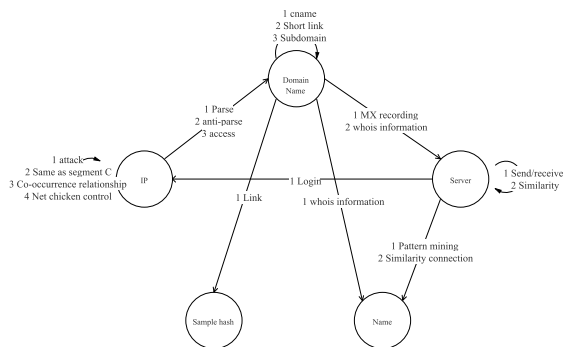 1 cname
2 Short link
3 Subdomain
Domain
Name
1 Parse
2 anti-parse
3 access
1 MX recording
2 whois information
1 attack
2 Same as segment C
3 Co-occurrence relationship
4 Net chicken control
IP
1 Login
Server
1 Send/receive
2 Similarity
1 Link
1 whois information
1 Pattern mining
2 Similarity connection
Sample hash
Name